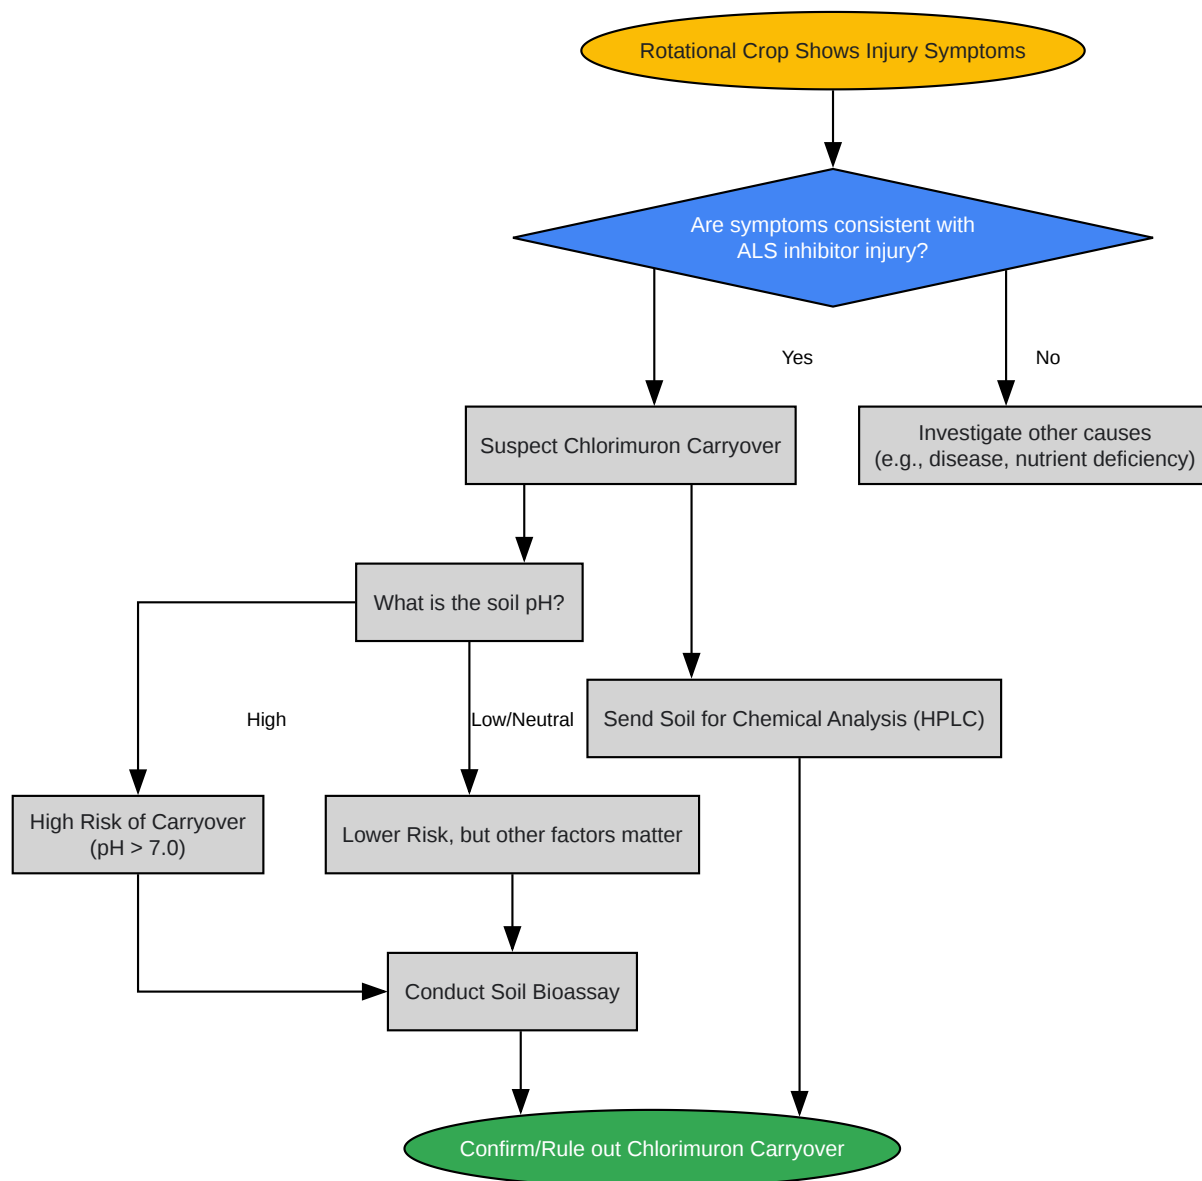 Rotational Crop Shows Injury Symptoms
Are symptoms consistent with
ALS inhibitor injury?
Yes
No
Suspect Chlorimuron Carryover
Investigate other causes
(e.g., disease, nutrient deficiency)
What is the soil pH?
High
Low/Neutral
Send Soil for Chemical Analysis (HPLC)
High Risk of Carryover
(pH > 7.0)
Lower Risk, but other factors matter
Conduct Soil Bioassay
Confirm/Rule out Chlorimuron Carryover